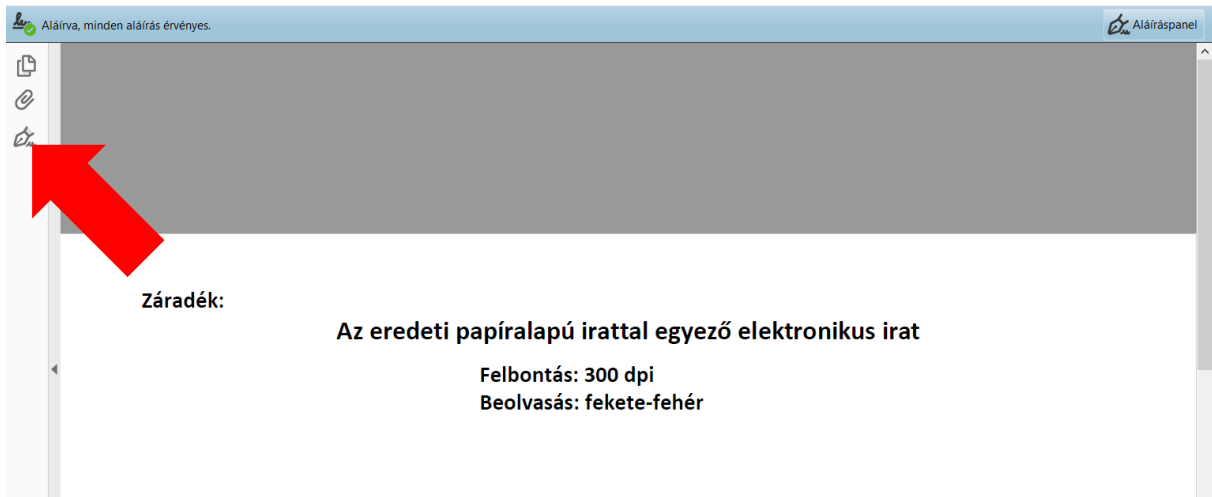 Aláírva, minden aláírás érvényes.
Aláíráspanel
Záradék:
Az eredeti papíralapú irattal egyező elektronikus irat
Felbontás: 300 dpi
Beolvasás: fekete-fehér